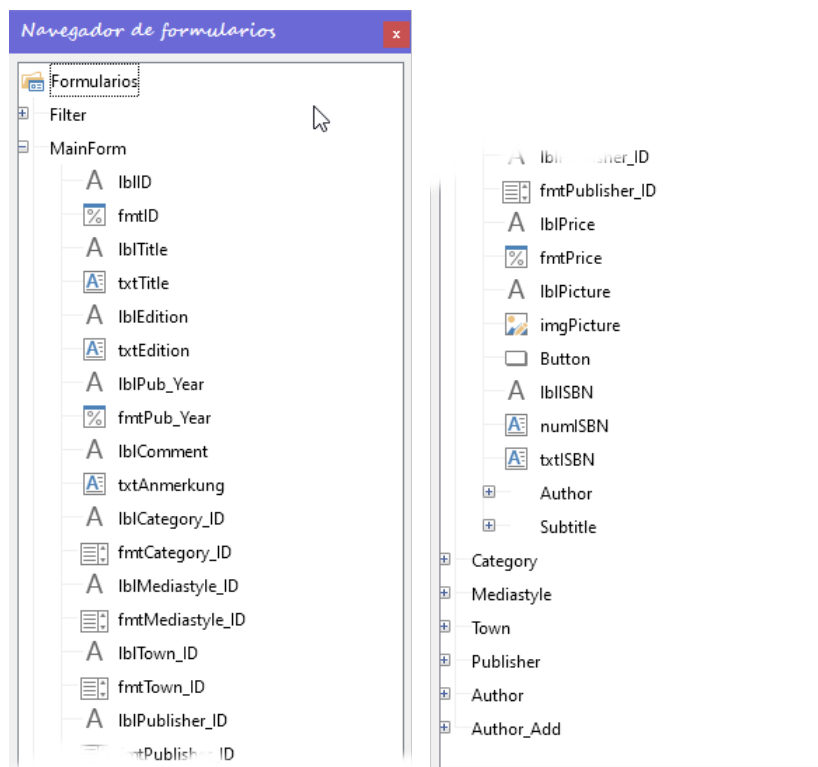 Navegador de formularios
x
Formularios
Filter
MainForm
lblID
fmtID
lblTitle
txtTitle
lblEdition
txtEdition
lblPub_Year
fmtPub_Year
lblComment
txtAnmerkung
lblCategory_ID
fmtCategory_ID
lblMediastyle_ID
fmtMediastyle_ID
lblTown_ID
fmtTown_ID
lblPublisher_ID
fmtPublisher_ID
lblPublisher_ID
fmtPublisher_ID
lblPrice
fmtPrice
lblPicture
imgPicture
Button
lblISBN
numISBN
txtISBN
Author
Subtitle
Category
Mediastyle
Town
Publisher
Author
Author_Add